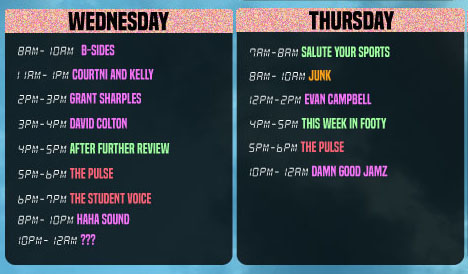 WEDNESDAY
8AM- 10AM B-SIDES
11AM- 1PM COURTNI AND KELLY
2PM-3PM GRANT SHARPLES
3PM-4PM DAVID COLTON
4PM-5PM AFTER FURTHER REVIEW
5PM-6PM THE PULSE
6PM-7PM THE STUDENT VOICE
8PM- 10PM HAHA SOUND
10PM- 12AM ???
THURSDAY
7AM-8AM SALUTE YOUR SPORTS
8AM- 10AM JUNK
12PM-2PM EVAN CAMPBELL
4PM-5PM THIS WEEK IN FOOTY
5PM-6PM THE PULSE
10PM- 12AM DAMN GOOD JAMZ